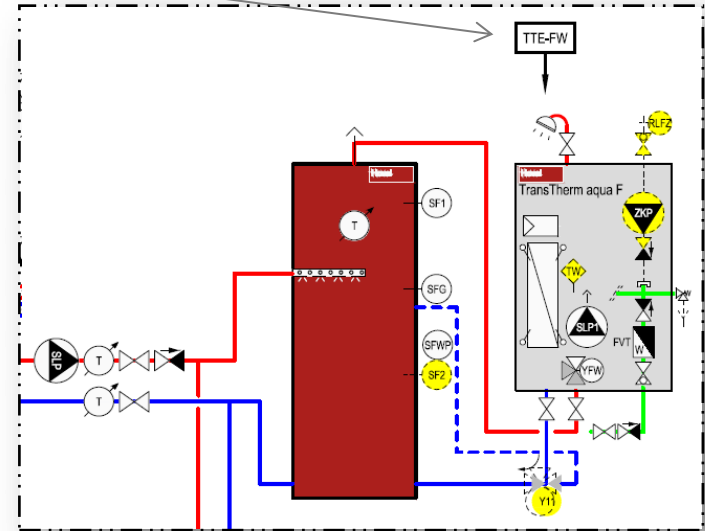 TTE-FW
RLFZ
TransTherm aqua F
SF1
T
ZKP
TW
SFG
SLP1
SFWP
FVT
W
SLP
T
SF2
YFW
T
Y11